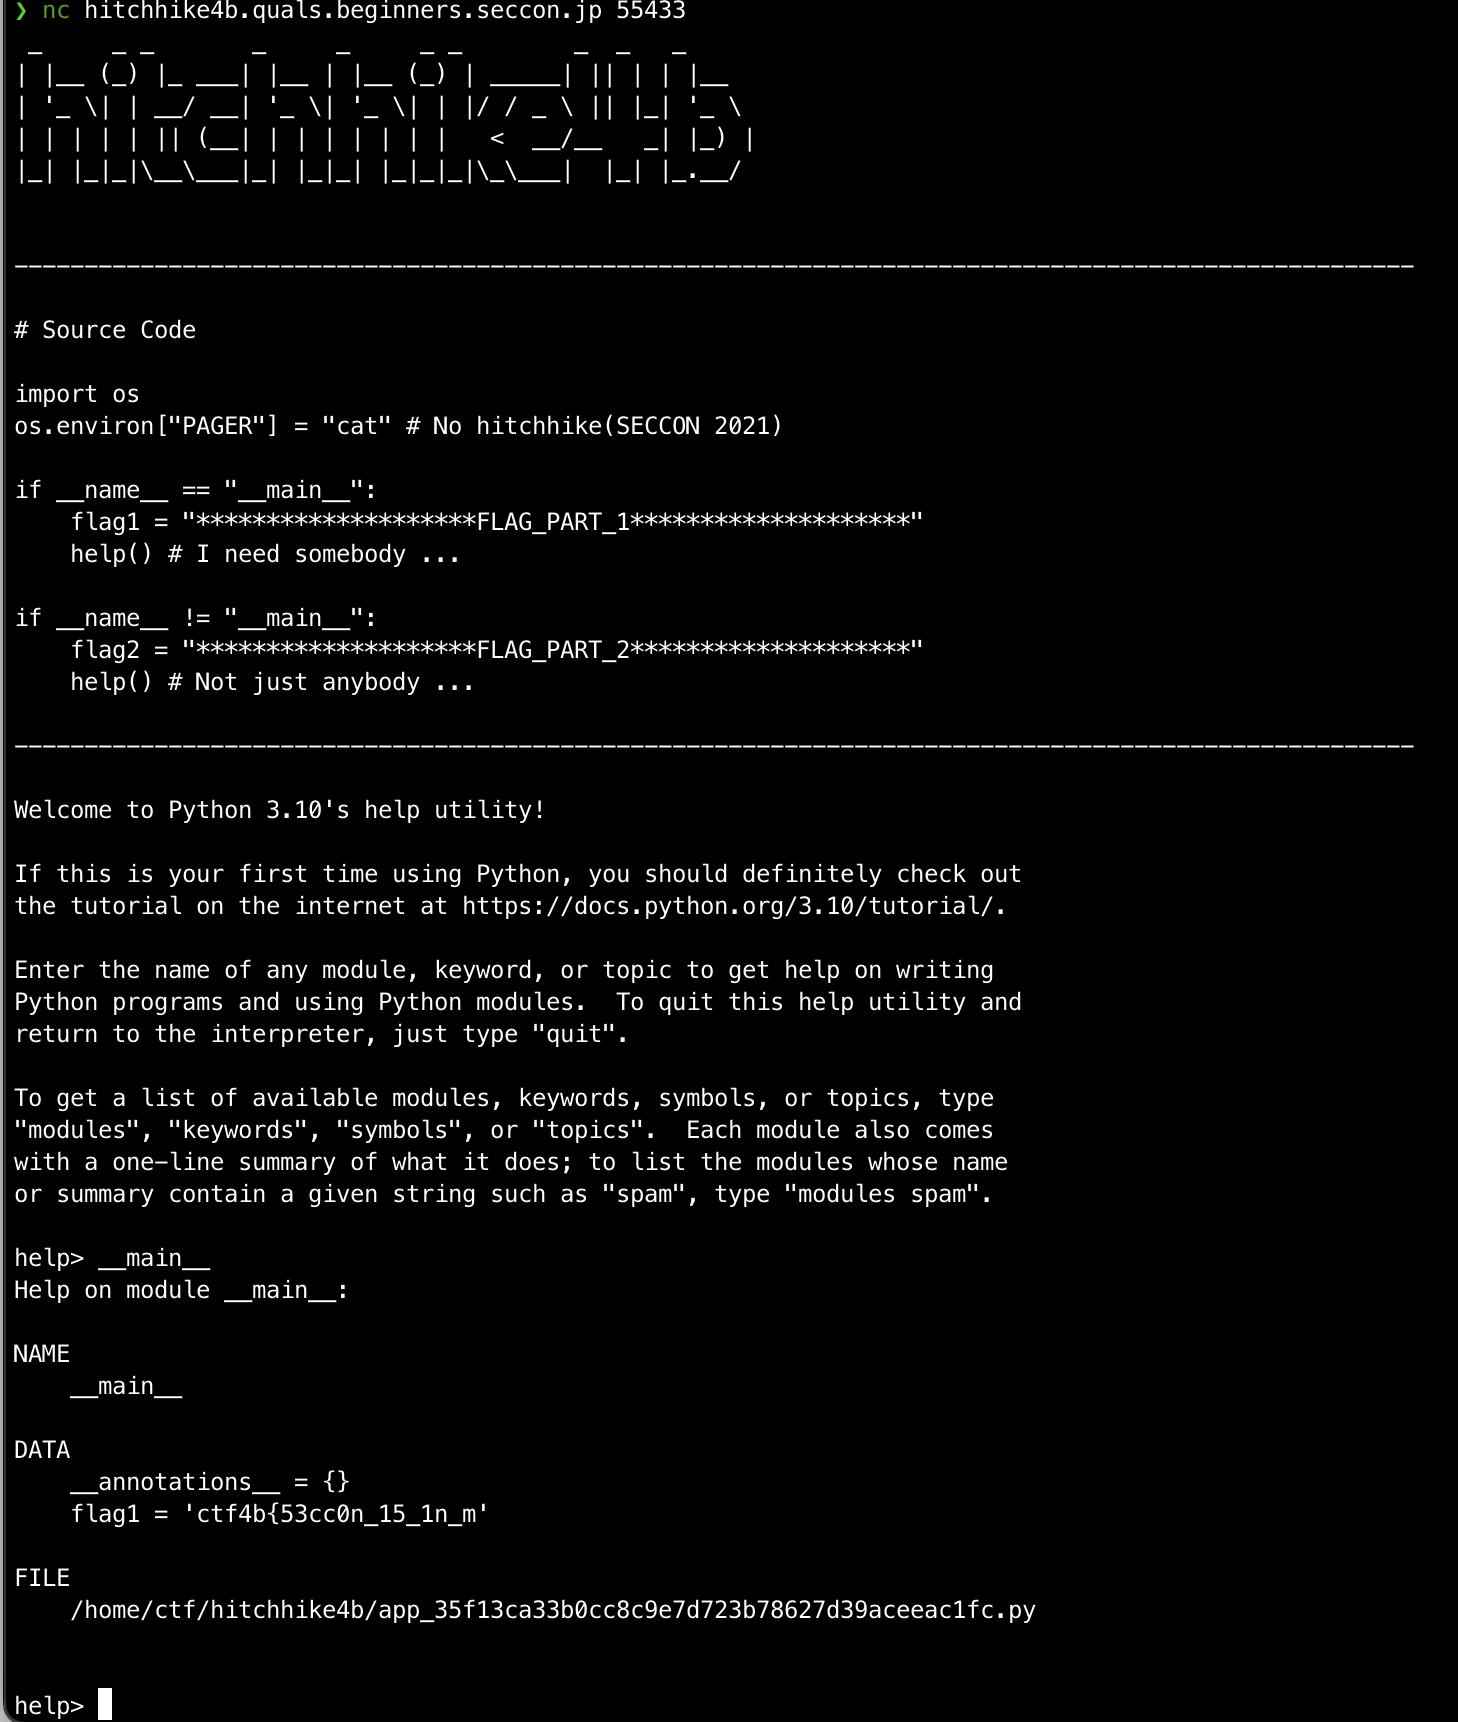 ❯ nc hitchhike4b.quals.beginners.seccon.jp 55433
 _     _ _       _     _     _ _        _  _   _
| |__ (_) |_ ___| |__ | |__ (_) | _____| || | | |__
| '_ \| | __/ __| '_ \| '_ \| | |/ / _ \ || |_| '_ \
| | | | | || (__| | | | | | | |   <  __/__   _| |_) |
|_| |_|_|\__\___|_| |_|_| |_|_|_|\_\___|  |_| |_.__/
----------------------------------------------------------------------------------------------------
# Source Code
import os
os.environ["PAGER"] = "cat" # No hitchhike(SECCON 2021)
if __name__ == "__main__":
    flag1 = "********************FLAG_PART_1********************"
    help() # I need somebody ...
if __name__ != "__main__":
    flag2 = "********************FLAG_PART_2********************"
    help() # Not just anybody ...
----------------------------------------------------------------------------------------------------
Welcome to Python 3.10's help utility!
If this is your first time using Python, you should definitely check out
the tutorial on the internet at https://docs.python.org/3.10/tutorial/.
Enter the name of any module, keyword, or topic to get help on writing
Python programs and using Python modules.  To quit this help utility and
return to the interpreter, just type "quit".
To get a list of available modules, keywords, symbols, or topics, type
"modules", "keywords", "symbols", or "topics".  Each module also comes
with a one-line summary of what it does; to list the modules whose name
or summary contain a given string such as "spam", type "modules spam".
help> __main__
Help on module __main__:
NAME
    __main__
DATA
    __annotations__ = {}
    flag1 = 'ctf4b{53cc0n_15_1n_m'
FILE
    /home/ctf/hitchhike4b/app_35f13ca33b0cc8c9e7d723b78627d39aceeac1fc.py
help>